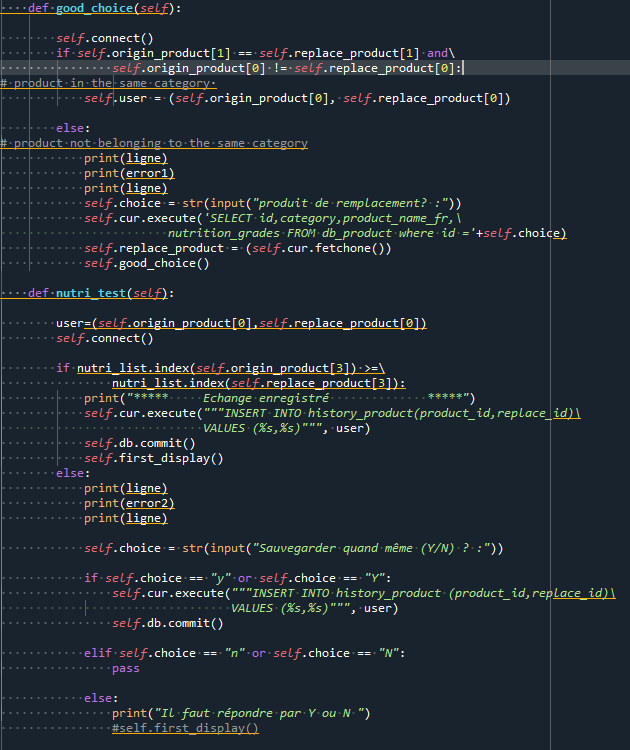 def good_choice(self):
self.connect()
if self.origin_product[1] == self.replace_product[1] and\
self.origin_product[0] != self.replace_product[0]:
# product in the same category
self.user = (self.origin_product[0], self.replace_product[0])
else:
# product not belonging to the same category
print(ligne)
print(error1)
print(ligne)
self.choice = str(input("produit de remplacement? :"))
self.cur.execute('SELECT id,category,product_name_fr,\
nutrition_grades FROM db_product where id ='+self.choice)
self.replace_product = (self.cur.fetchone())
self.good_choice()
def nutri_test(self):
user=(self.origin_product[0],self.replace_product[0])
self.connect()
if nutri_list.index(self.origin_product[3]) >=\
nutri_list.index(self.replace_product[3]):
print("***** Echange enregistré *****")
self.cur.execute("""INSERT INTO history_product(product_id,replace_id)\
VALUES (%s,%s)""", user)
self.db.commit()
self.first_display()
else:
print(ligne)
print(error2)
print(ligne)
self.choice = str(input("Sauvegarder quand même (Y/N) ? :"))
if self.choice == "y" or self.choice == "Y":
self.cur.execute("""INSERT INTO history_product (product_id,replace_id)\
VALUES (%s,%s)""", user)
self.db.commit()
elif self.choice == "n" or self.choice == "N":
pass
else:
print("Il faut répondre par Y ou N ")
#self.first_display()